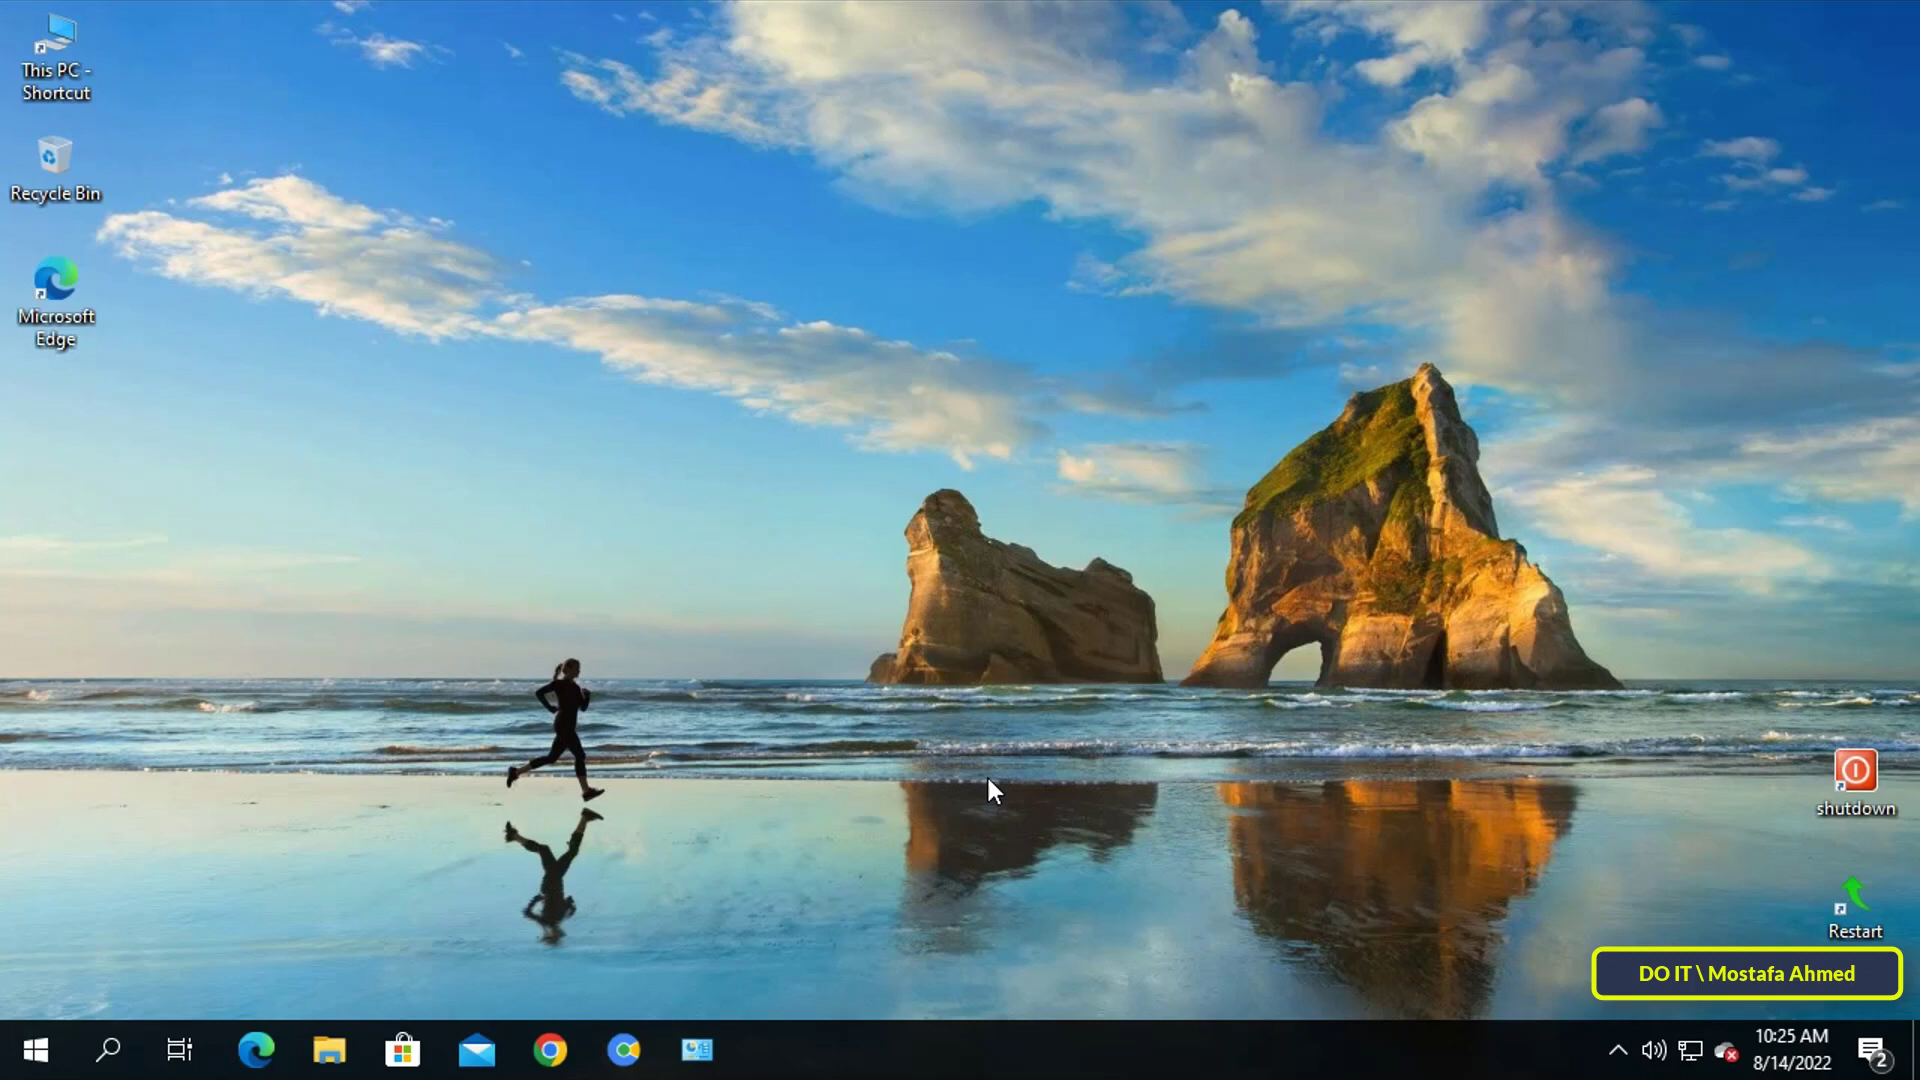 This PC -
Shortcut
Recycle Bin
Microsoft
Edge
shutdown
Restart
DO IT \ Mostafa Ahmed
10:25 AM
8/14/2022
2